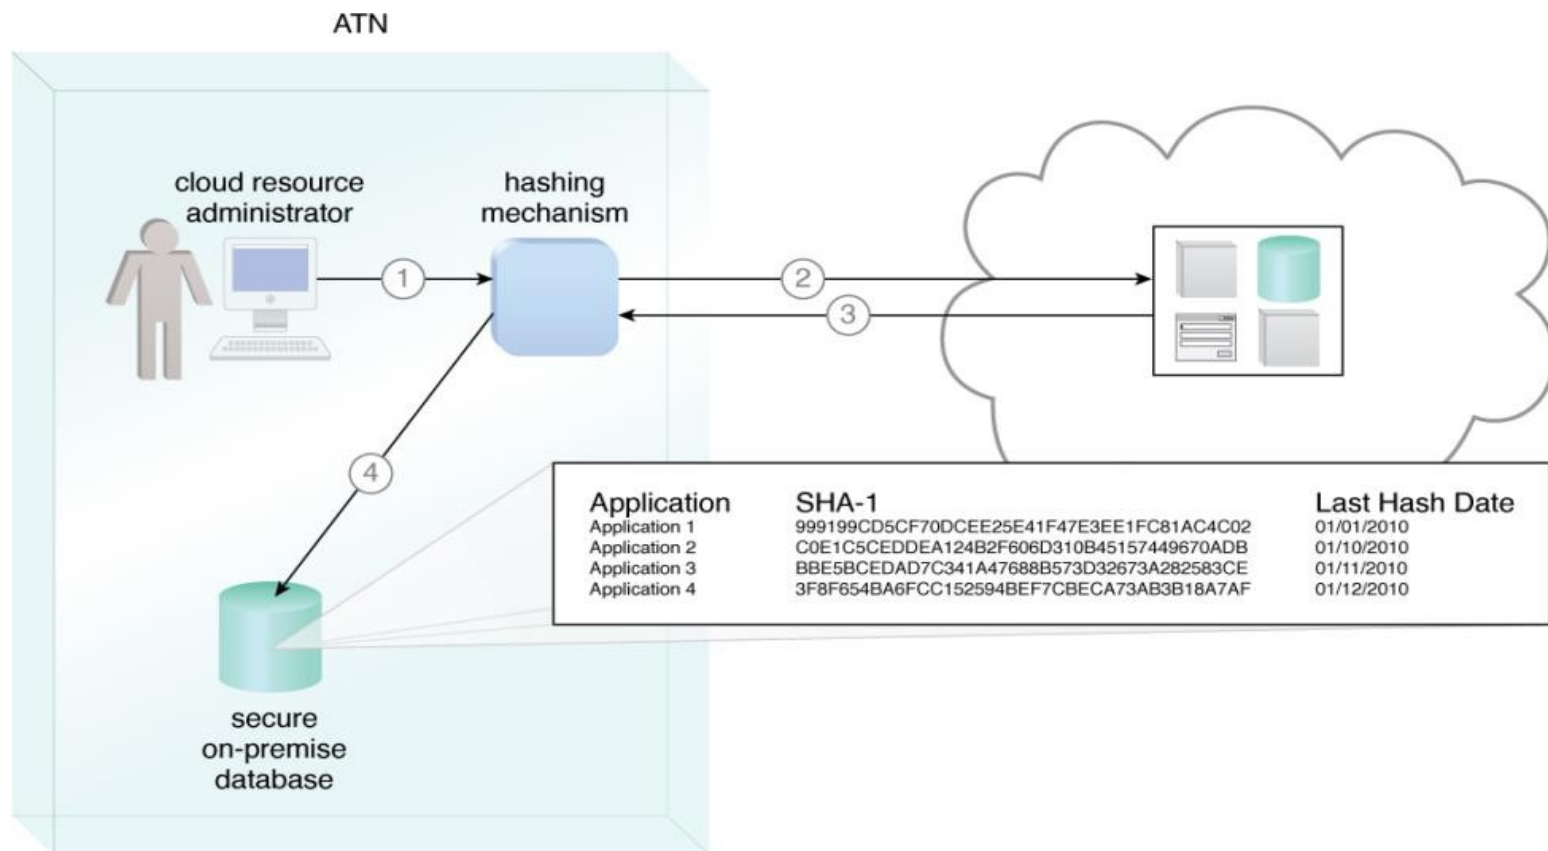 ATN
cloud resource
administrator
hashing
mechanism
1
2
3
4
Application SHA-1 Last Hash Date
Application 1 999199CD5CF70DCEE25E41F47E3EE1FC81AC4C02 01/01/2010
Application 2 C0E1C5CEDDEA124B2F606D310B45157449670ADB 01/10/2010
Application 3 BBE5BCEDAD7C341A47688B573D32673A282583CE 01/11/2010
Application 4 3F8F654BA6FCC152594BEF7CBECA73AB3B18A7AF 01/12/2010
secure
on-premise
database